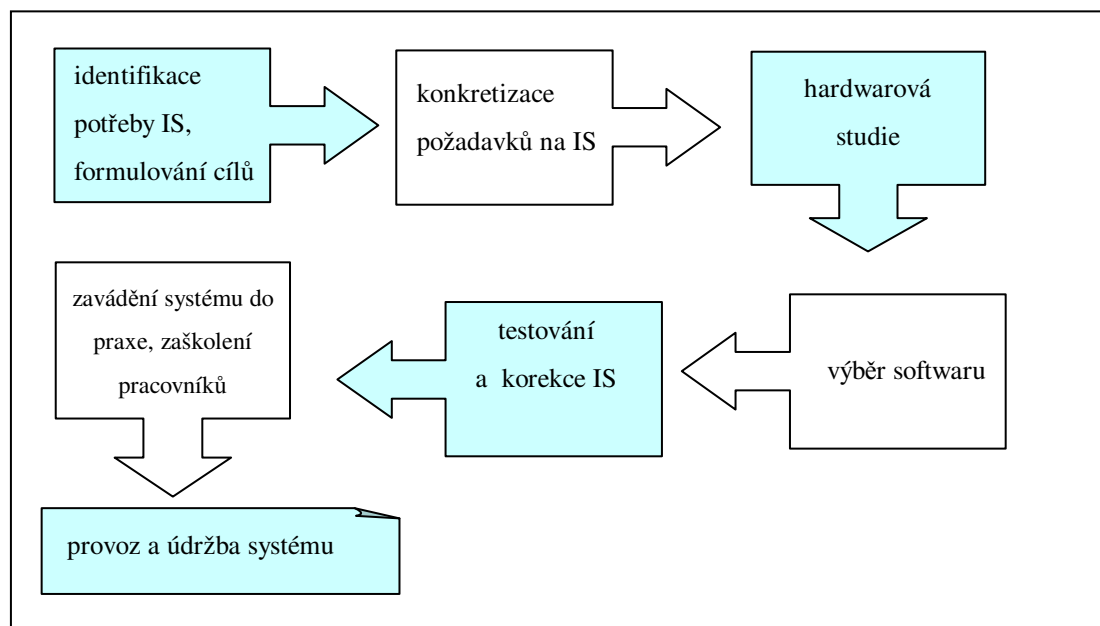 identifikace
potřeby IS,
formulování cílů
konkretizace
požadavků na IS
hardwarová
studie
výběr softwaru
testování
a korekce IS
zavádění systému do
praxe, zaškolení
pracovníků
provoz a údržba systému